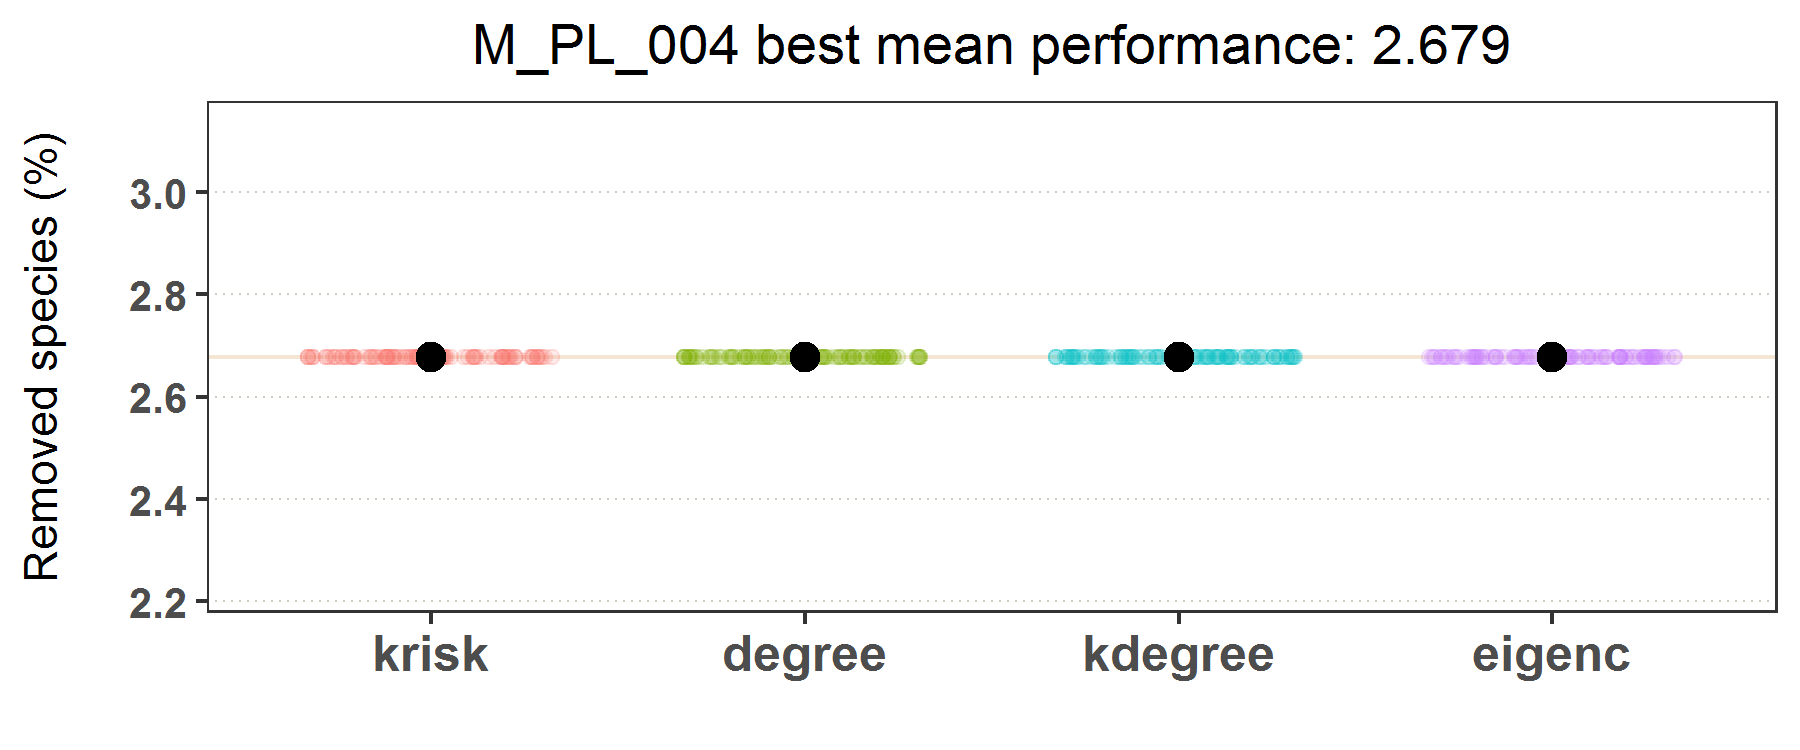 M_PL_004 best mean performance: 2.679
Removed species (%)
3.0
2.8
2.6
2.4
2.2
krisk degree kdegree eigenc